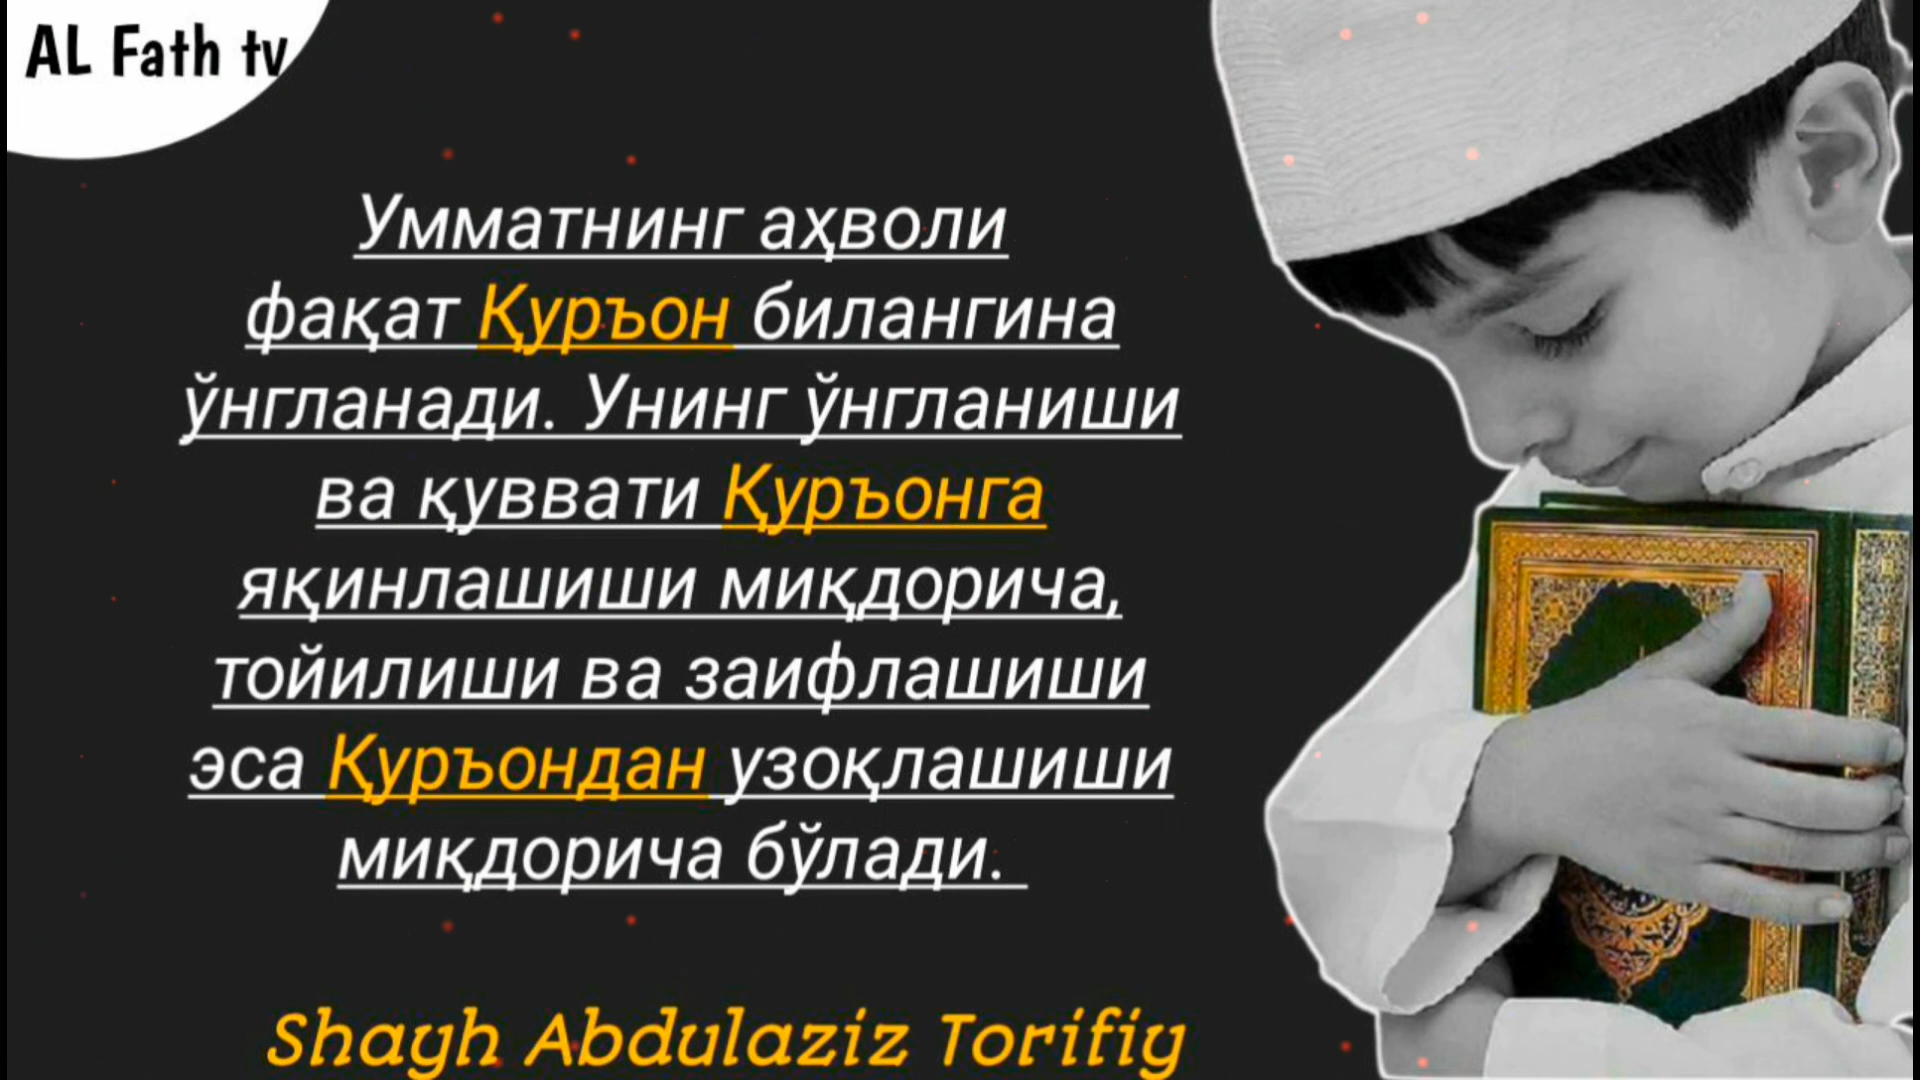 AL Fath tv
Умматнинг аҳволи
фақат Қуръон билангина
ўнгланади. Унинг ўнгланиши
ва қуввати Қуръонга
яқинлашиши миқдорича,
тойилиши ва заифлашиши
эса Қуръондан узоқлашиши
миқдорича бўлади.
Shayh Abdulaziz Torifiy